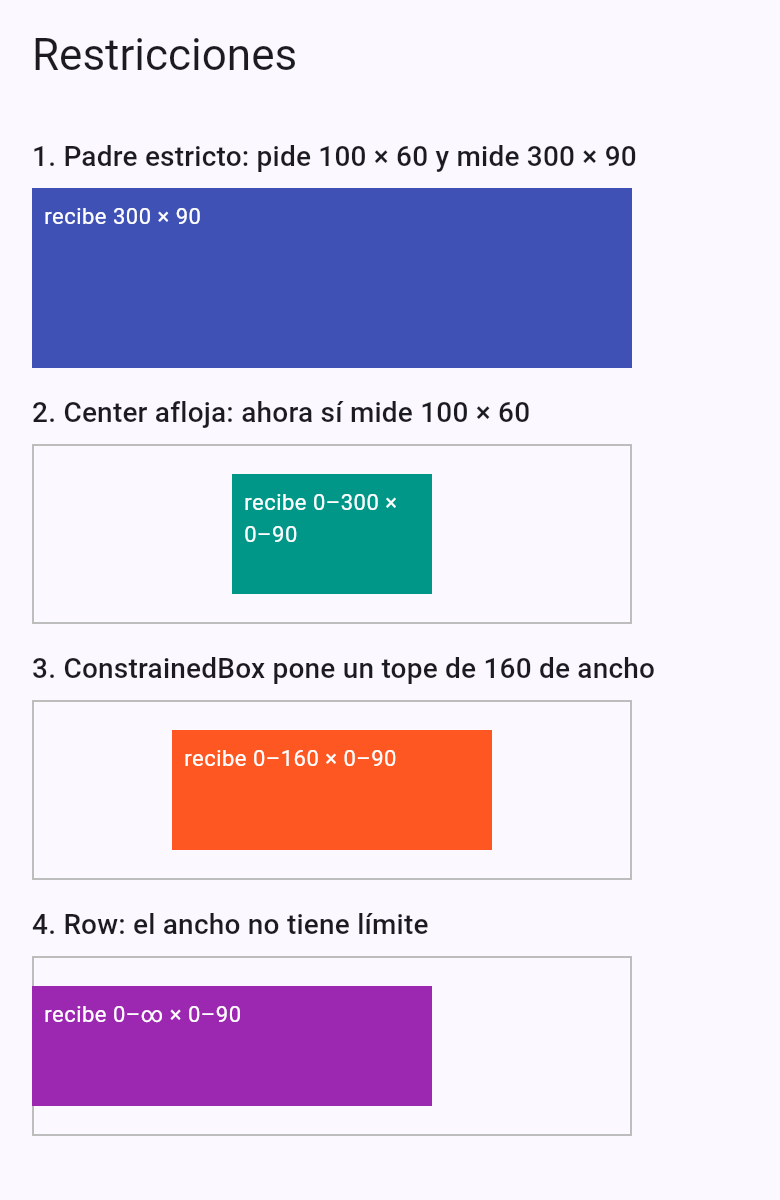 Restricciones
1. Padre estricto: pide 100 × 60 y mide 300 × 90
recibe 300 × 90
2. Center afloja: ahora sí mide 100 × 60
recibe 0–300 ×
0–90
3. ConstrainedBox pone un tope de 160 de ancho
recibe 0–160 × 0–90
4. Row: el ancho no tiene límite
recibe 0–∞ × 0–90